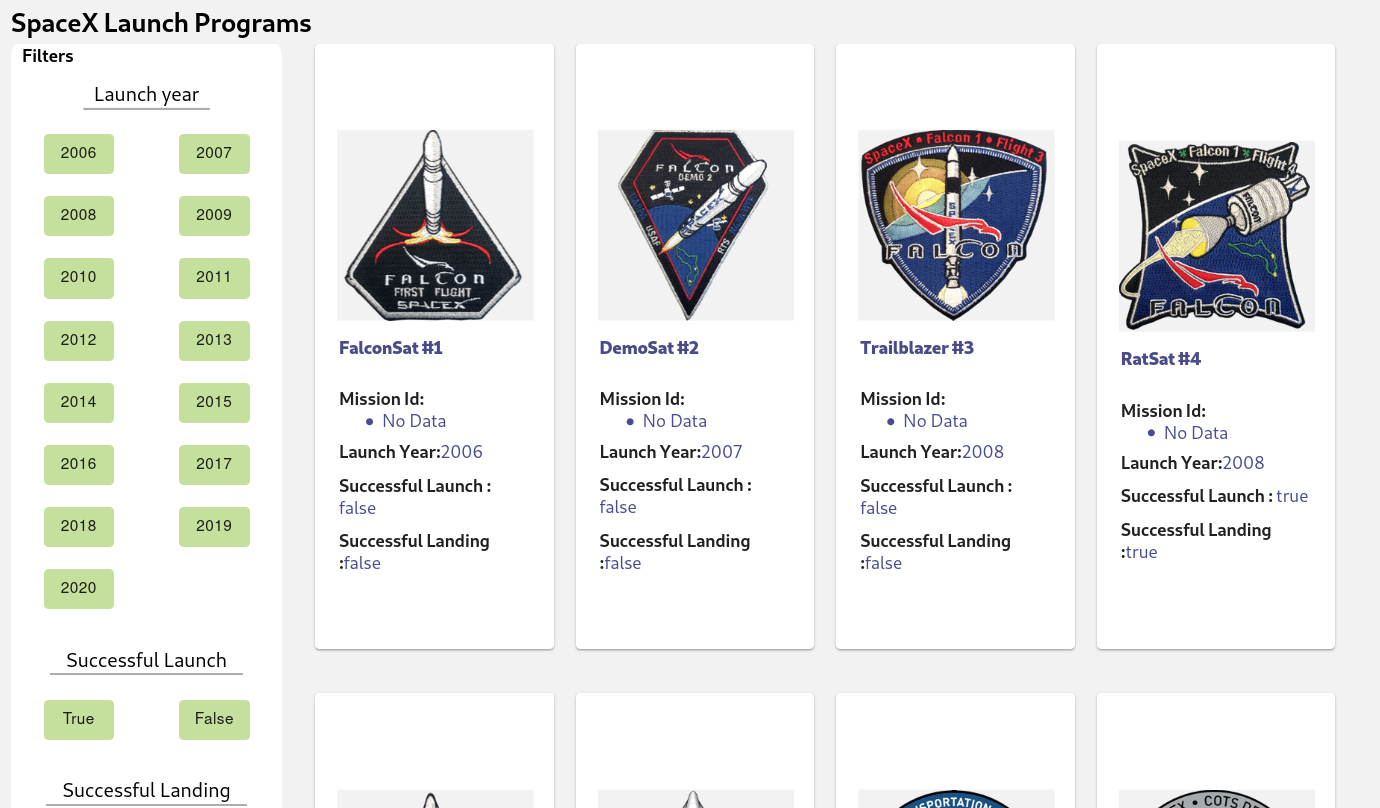 SpaceX Launch Programs
Filters
Launch year
2006 2007
2008 2009
2010 2011
2012 2013
2014 2015
2016 2017
2018 2019
2020
Successful Launch
True False
Successful Landing
FALCON
FIRST FLIGHT
SPACEX
FalconSat #1
Mission Id:
• No Data
Launch Year:2006
Successful Launch :
false
Successful Landing
:false
FALCON
DEMO 2
SPACEX
USAF
RTS
DemoSat #2
Mission Id:
• No Data
Launch Year:2007
Successful Launch :
false
Successful Landing
:false
SpaceX • Falcon 1 • Flight 3
SPACEX
FALCON
Trailblazer #3
Mission Id:
• No Data
Launch Year:2008
Successful Launch :
false
Successful Landing
:false
SpaceX * Falcon 1 * Flight 4
FALCON
FALCON
RatSat #4
Mission Id:
• No Data
Launch Year:2008
Successful Launch : true
Successful Landing
:true
• COTS